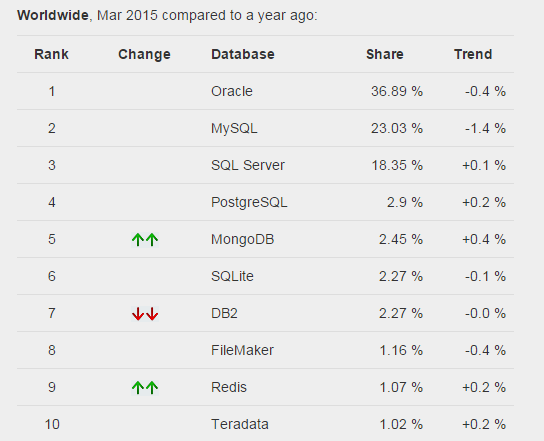 Worldwide, Mar 2015 compared to a year ago:
Rank Change Database Share Trend
1 Oracle 36.89 % -0.4 %
2 MySQL 23.03 % -1.4 %
3 SQL Server 18.35 % +0.1 %
4 PostgreSQL 2.9 % +0.2 %
5 ↑↑ MongoDB 2.45 % +0.4 %
6 SQLite 2.27 % -0.1 %
7 ↓↓ DB2 2.27 % -0.0 %
8 FileMaker 1.16 % -0.4 %
9 ↑↑ Redis 1.07 % +0.2 %
10 Teradata 1.02 % +0.2 %